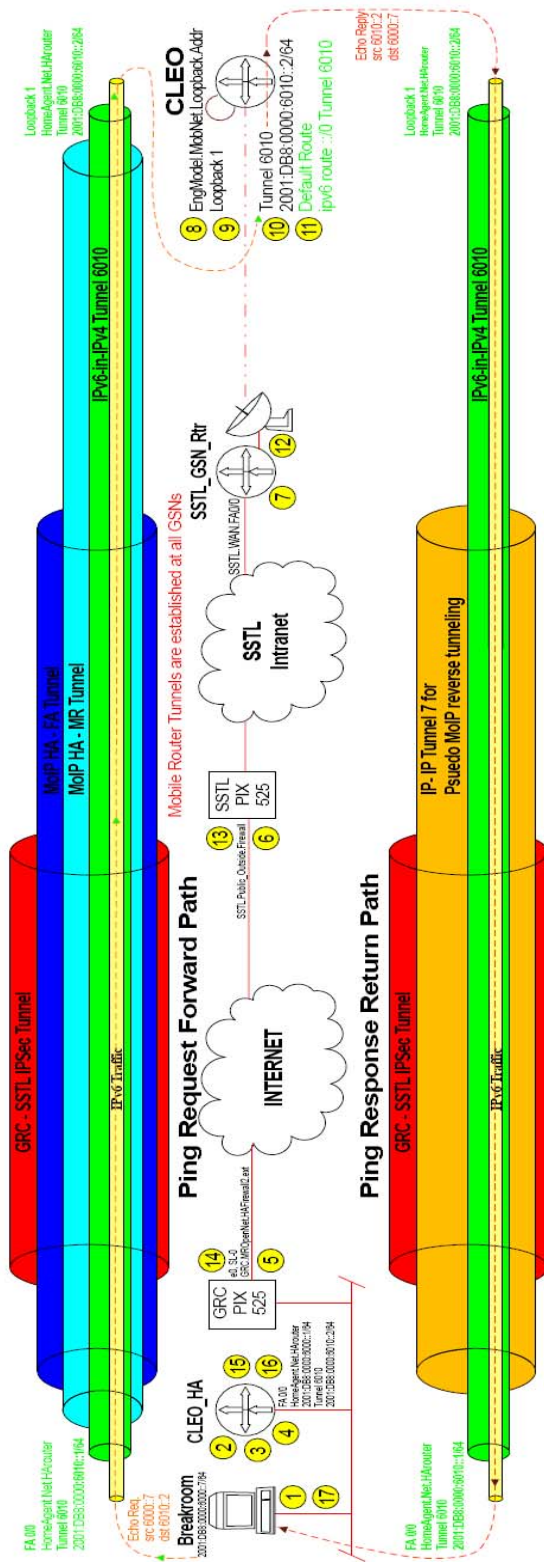 FA 0/0
HomeAgent.Net.HArouter
Tunnel 6010
2001:DB8:0000:6010::1/64
GRC - SSTL IPSec Tunnel
MoIP HA - FA Tunnel
MoIP HA - MR Tunnel
IPv6-in-IPv4 Tunnel 6010
IPv6 Traffic
Loopback 1
HomeAgent.Net.HArouter
Tunnel 6010
2001:DB8:0000:6010::2/64
Echo Req.
src 6000::7
dst 6010::2
Ping Request Forward Path
Mobile Router Tunnels are established at all GSNs
Breakroom
2001:DB8:0000:6000::7/64
1
17
CLEO_HA
2
3
4
15
16
FA 0/0
HomeAgent.Net.HArouter
2001:DB8:0000:6000::1/64
Tunnel 6010
2001:DB8:0000:6010::2/64
GRC
PIX
525
14
e0, SL-0
GRC.MROpenNet.HAFirewall2.ext
5
INTERNET
SSTL.Public_Outside.Firewall
13
6
SSTL
PIX
525
SSTL
Intranet
SSTL.WAN.FA0/0
SSTL_GSN_Rtr
7
12
CLEO
8 EngModel.MobNet.Loopback.Addr
9 Loopback 1
10 Tunnel 6010
2001:DB8:0000:6010::2/64
11 Default Route
ipv6 route ::/0 Tunnel 6010
Echo Reply
src 6010::2
dst 6000::7
Ping Response Return Path
FA 0/0
HomeAgent.Net.HArouter
Tunnel 6010
2001:DB8:0000:6010::1/64
GRC - SSTL IPSec Tunnel
IP- IP Tunnel 7 for
Psuedo MoIP reverse tunneling
IPv6-in-IPv4 Tunnel 6010
IPv6 Traffic
Loopback 1
HomeAgent.Net.HArouter
Tunnel 6010
2001:DB8:0000:6010::2/64